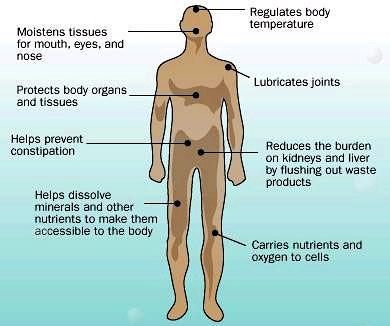 Regulates body
temperature
Moistens tissues
for mouth, eyes, and
nose
Lubricates joints
Protects body organs
and tissues
Helps prevent
constipation
Reduces the burden
on kidneys and liver
by flushing out waste
products
Helps dissolve
minerals and other
nutrients to make them
accessible to the body
Carries nutrients and
oxygen to cells